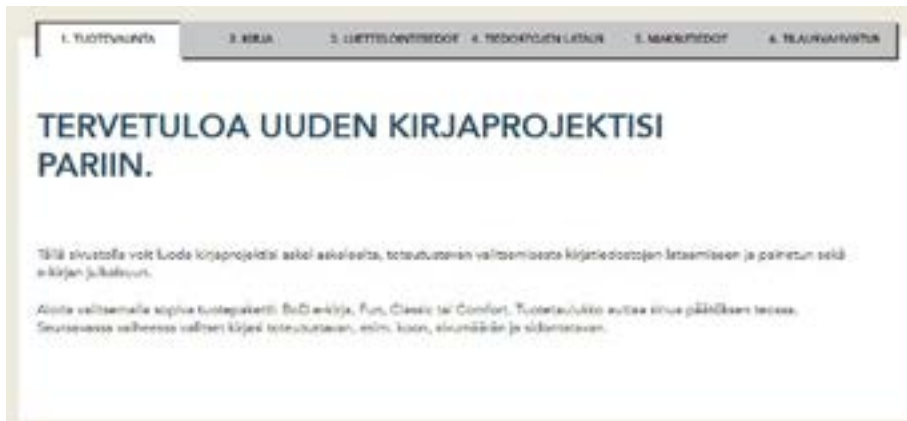 1. TUOTEVALINTA 2. KIRJA 3. LUETTELOINTITIEDOT 4. TIEDOSTOJEN LATAUS 5. MAKSUTIEDOT 6. TILAUSVAHVISTUS
TERVETULOA UUDEN KIRJAPROJEKTISI
PARIIN.
Tällä sivustolla voit luoda kirjaprojektisi askel askeleelta, toteutustavan valitsemisesta kirjatiedostojen lataamiseen ja painetun sekä
e-kirjan julkaisuun.
Aloita valitsemalla sopiva tuotepaketti: BoD e-kirja, Fun, Classic tai Comfort. Tuotetaulukko auttaa sinua päätöksen teossa.
Seuraavassa vaiheessa valitset kirjasi toteutustavan, esim. koon, sivumäärän ja sidontatavan.